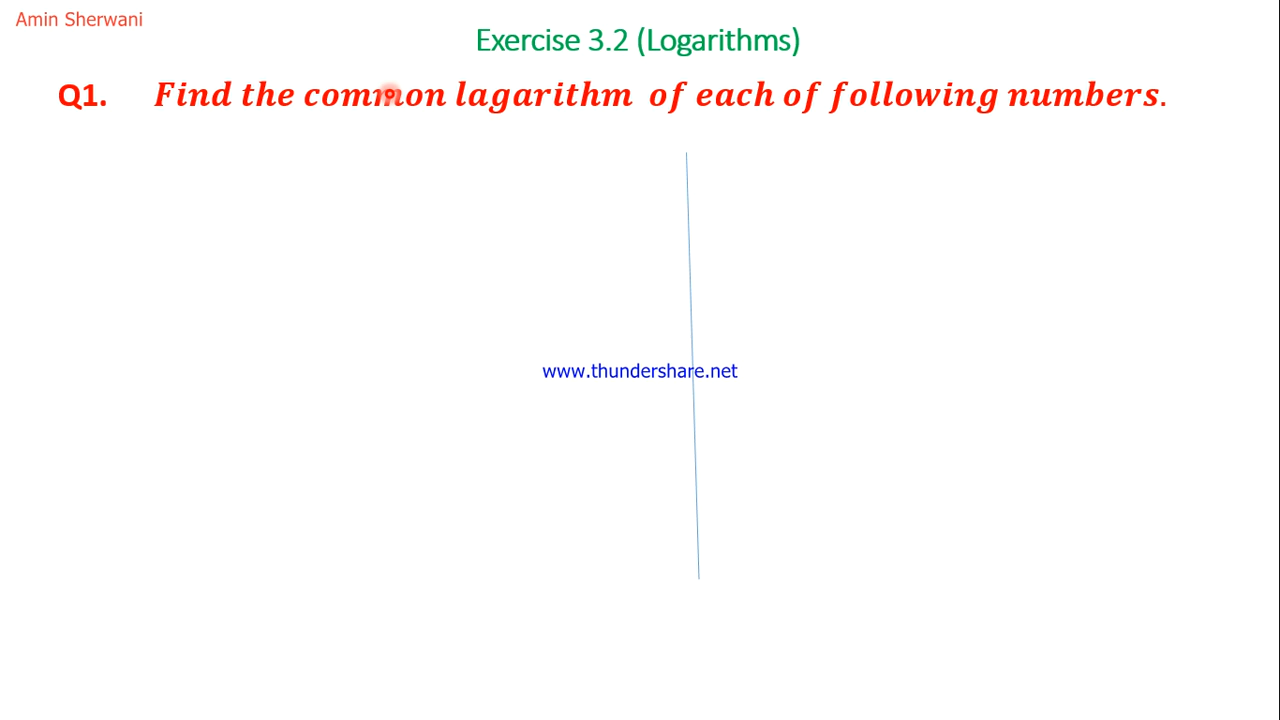 Amin Sherwani
Exercise 3.2 (Logarithms)
Q1. Find the common lagarithm of each of following numbers.
www.thundershare.net